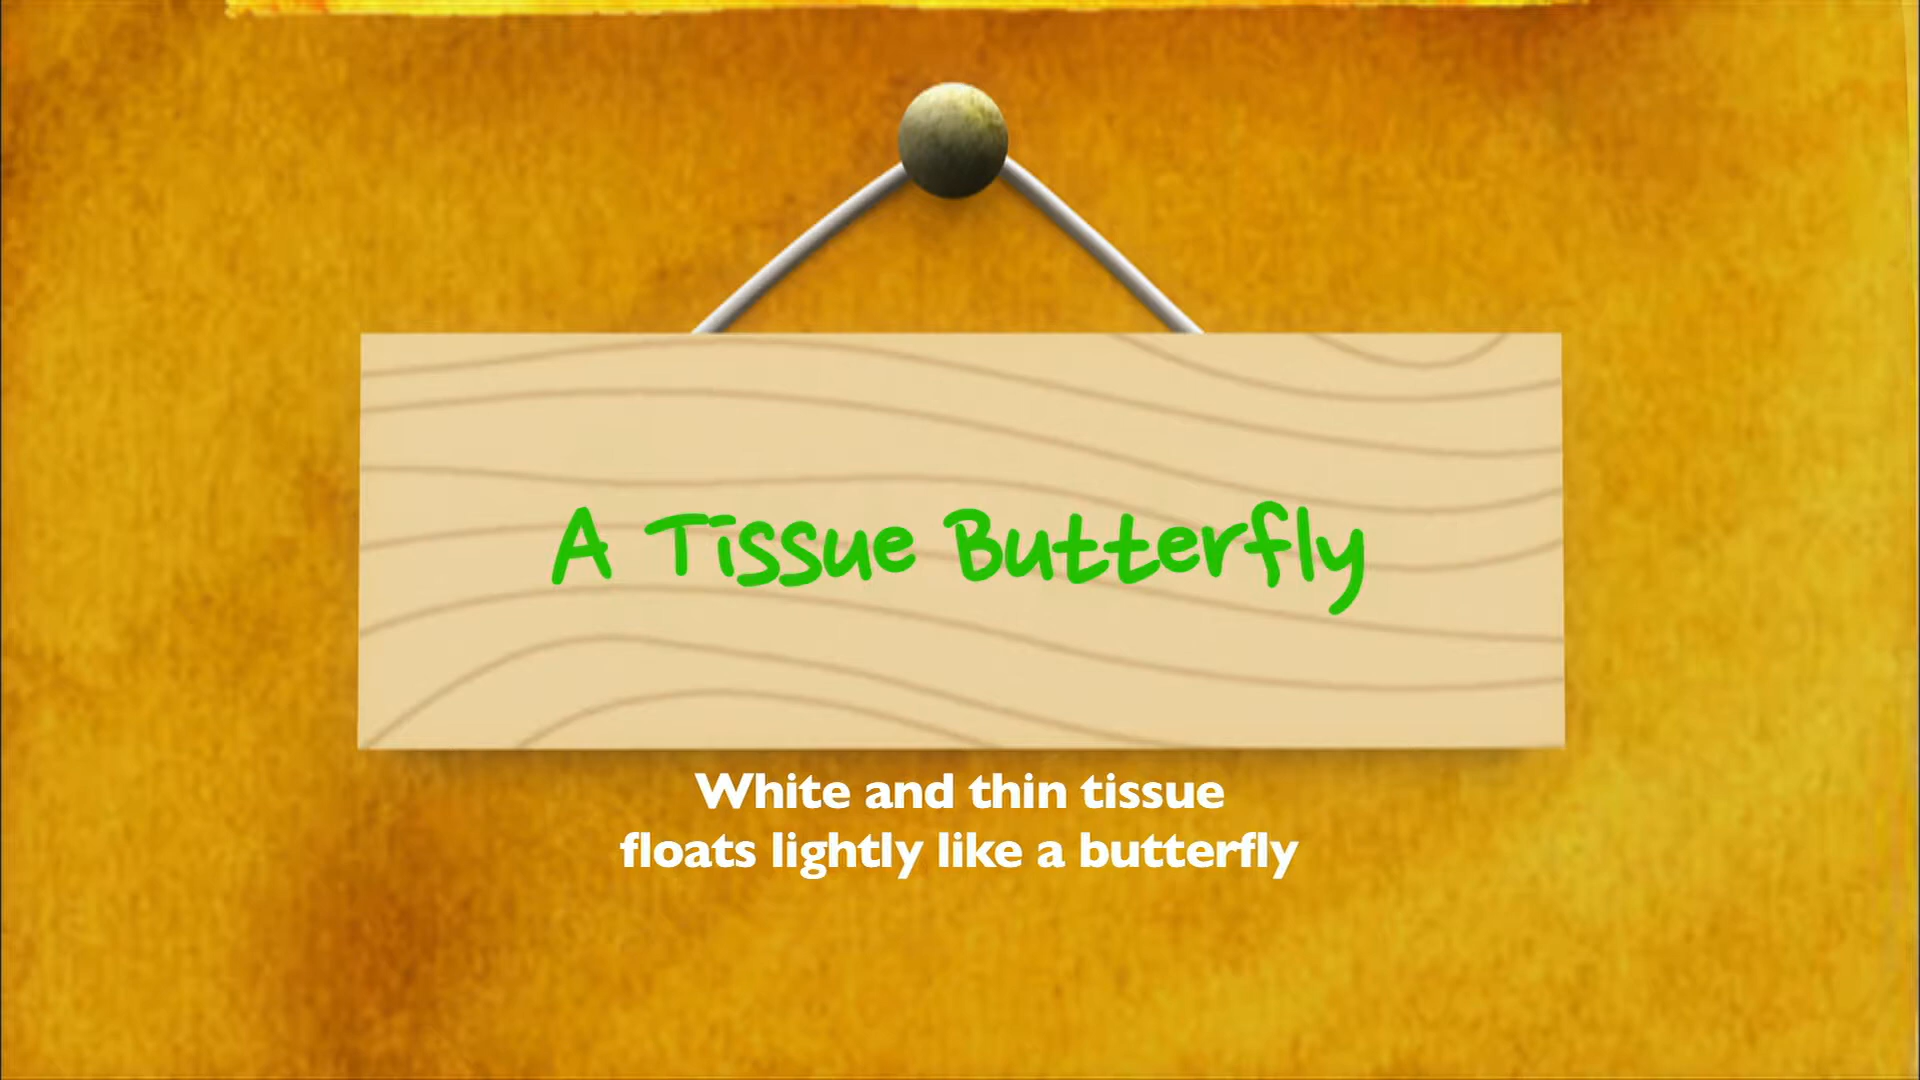 A Tissue Butterfly
White and thin tissue
floats lightly like a butterfly